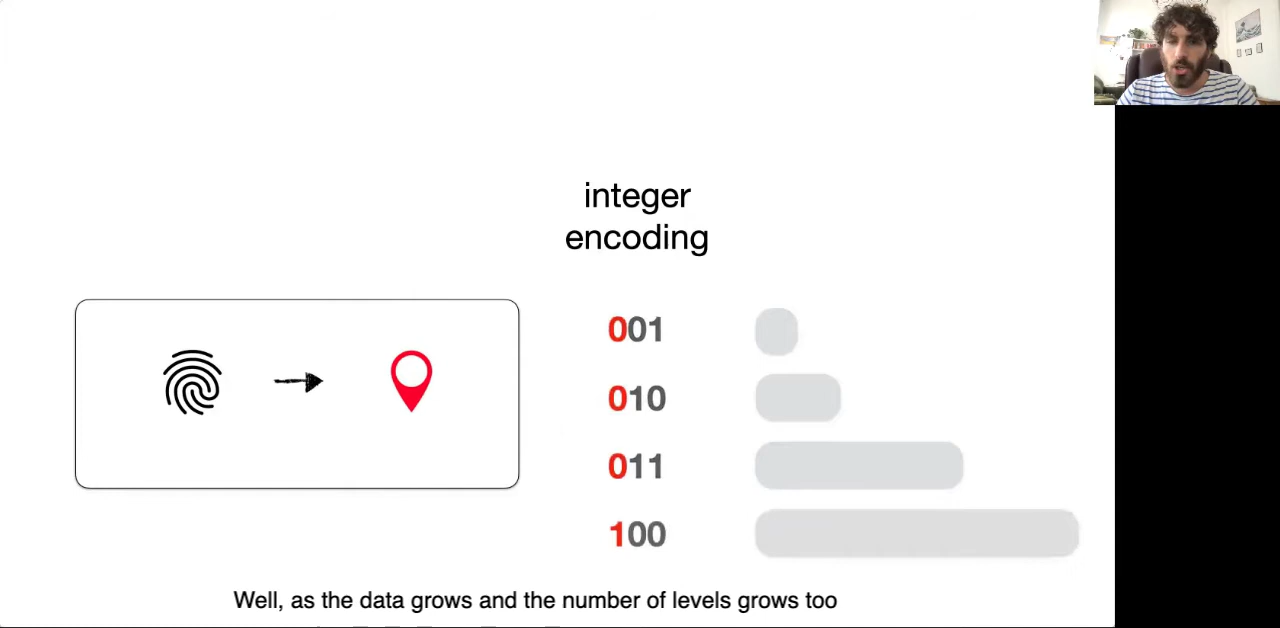 integer
encoding
001
010
011
100
Well, as the data grows and the number of levels grows too